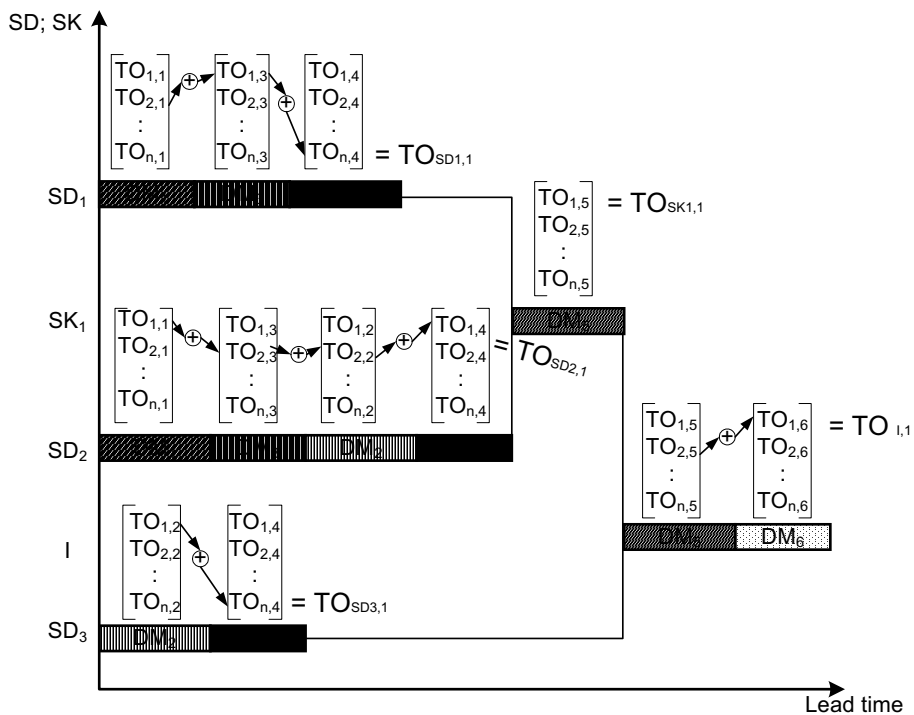 SD; SK
TO1,1
TO2,1
:
TOn,1
TO1,3
TO2,3
:
TOn,3
TO1,4
TO2,4
:
TOn,4
= TOSD1,1
SD1
TO1,5
TO2,5
:
TOn,5
= TOSK1,1
SK1
DM5
TO1,1
TO2,1
:
TOn,1
TO1,3
TO2,3
:
TOn,3
TO1,2
TO2,2
:
TOn,2
TO1,4
TO2,4
:
TOn,4
= TOSD2,1
SD2
DM2
TO1,5
TO2,5
:
TOn,5
TO1,6
TO2,6
:
TOn,6
= TO I,1
I
DM5
DM6
TO1,2
TO2,2
:
TOn,2
TO1,4
TO2,4
:
TOn,4
= TOSD3,1
SD3
DM2
Lead time